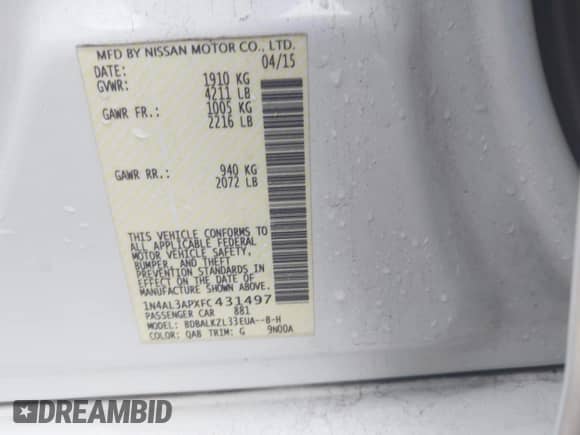 MFD BY NISSAN MOTOR CO., LTD.
DATE: 04/15
GVWR: 1910 KG
4211 LB
GAWR FR.: 1005 KG
2216 LB
GAWR RR.: 940 KG
2072 LB
THIS VEHICLE CONFORMS TO
ALL APPLICABLE FEDERAL
MOTOR VEHICLE SAFETY,
BUMPER, AND THEFT
PREVENTION STANDARDS IN
EFFECT ON THE DATE OF
MANUFACTURE SHOWN ABOVE.
1N4AL3APXFC431497
PASSENGER CAR 881
MODEL: BDBALKZL33EUA--B-H
COLOR: QAB TRIM: G 9N00A
DREAMBID